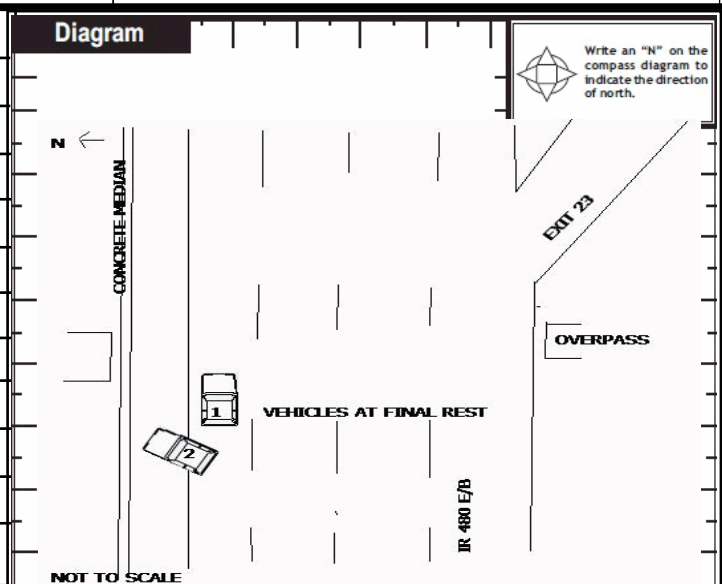 Diagram
Write an “N” on the
compass diagram to
indicate the direction
of north.
N
CONCRETE MEDIAN
EXIT 23
OVERPASS
1
VEHICLES AT FINAL REST
2
IR 480 E/B
NOT TO SCALE